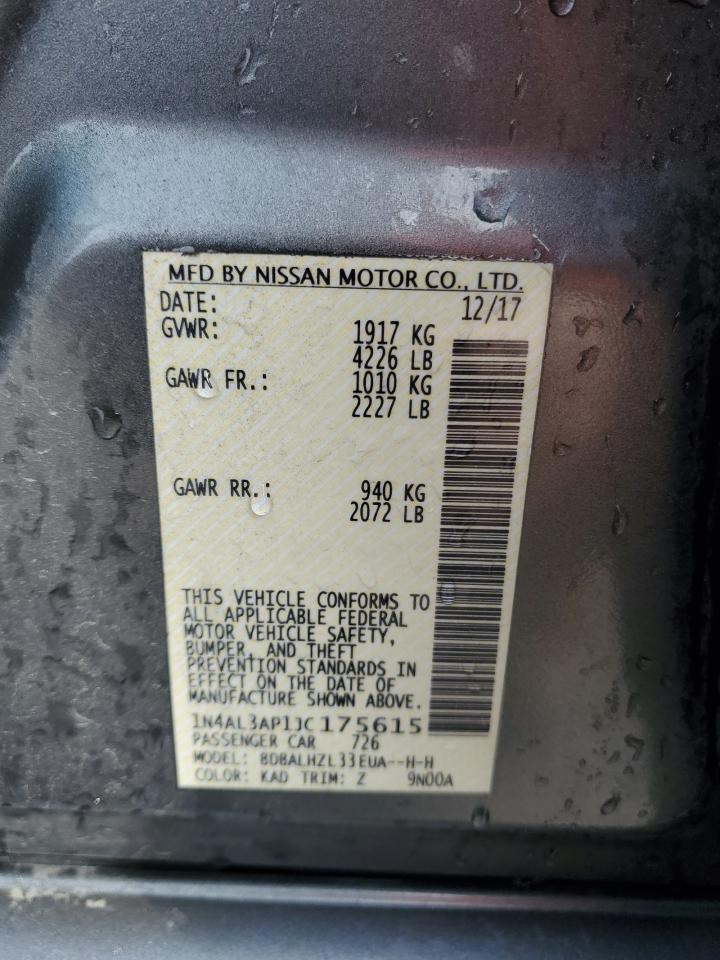 MFD BY NISSAN MOTOR CO., LTD.
DATE: 12/17
GVWR: 1917 KG
4226 LB
GAWR FR.: 1010 KG
2227 LB
GAWR RR.: 940 KG
2072 LB
THIS VEHICLE CONFORMS TO
ALL APPLICABLE FEDERAL
MOTOR VEHICLE SAFETY,
BUMPER, AND THEFT
PREVENTION STANDARDS IN
EFFECT ON THE DATE OF
MANUFACTURE SHOWN ABOVE.
1N4AL3AP1JC175615
PASSENGER CAR 726
MODEL: BDBALHZL33EUA--H-H
COLOR: KAD TRIM: Z 9N00A